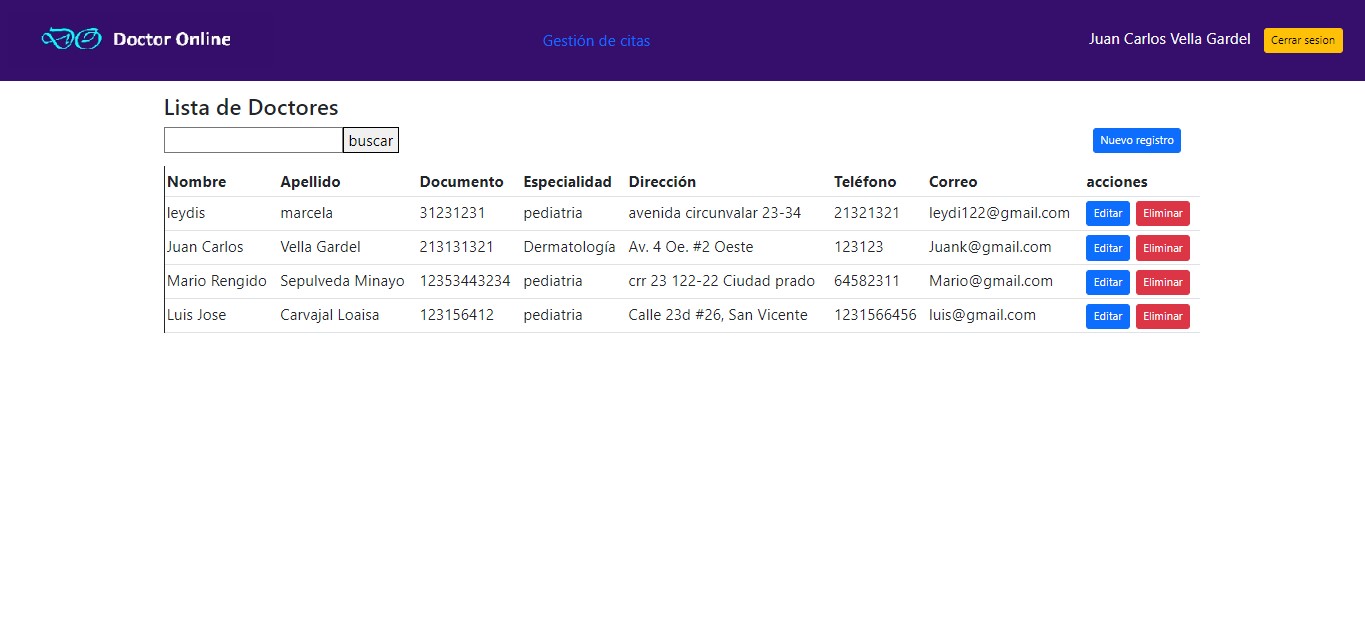 DO Doctor Online Gestión de citas Juan Carlos Vella Gardel Cerrar sesion
Lista de Doctores
buscar Nuevo registro
Nombre Apellido Documento Especialidad Dirección Teléfono Correo acciones
leydis marcela 31231231 pediatria avenida circunvalar 23-34 21321321 leydi122@gmail.com Editar Eliminar
Juan Carlos Vella Gardel 213131321 Dermatología Av. 4 Oe. #2 Oeste 123123 Juank@gmail.com Editar Eliminar
Mario Rengido Sepulveda Minayo 12353443234 pediatria crr 23 122-22 Ciudad prado 64582311 Mario@gmail.com Editar Eliminar
Luis Jose Carvajal Loaisa 123156412 pediatria Calle 23d #26, San Vicente 1231566456 luis@gmail.com Editar Eliminar